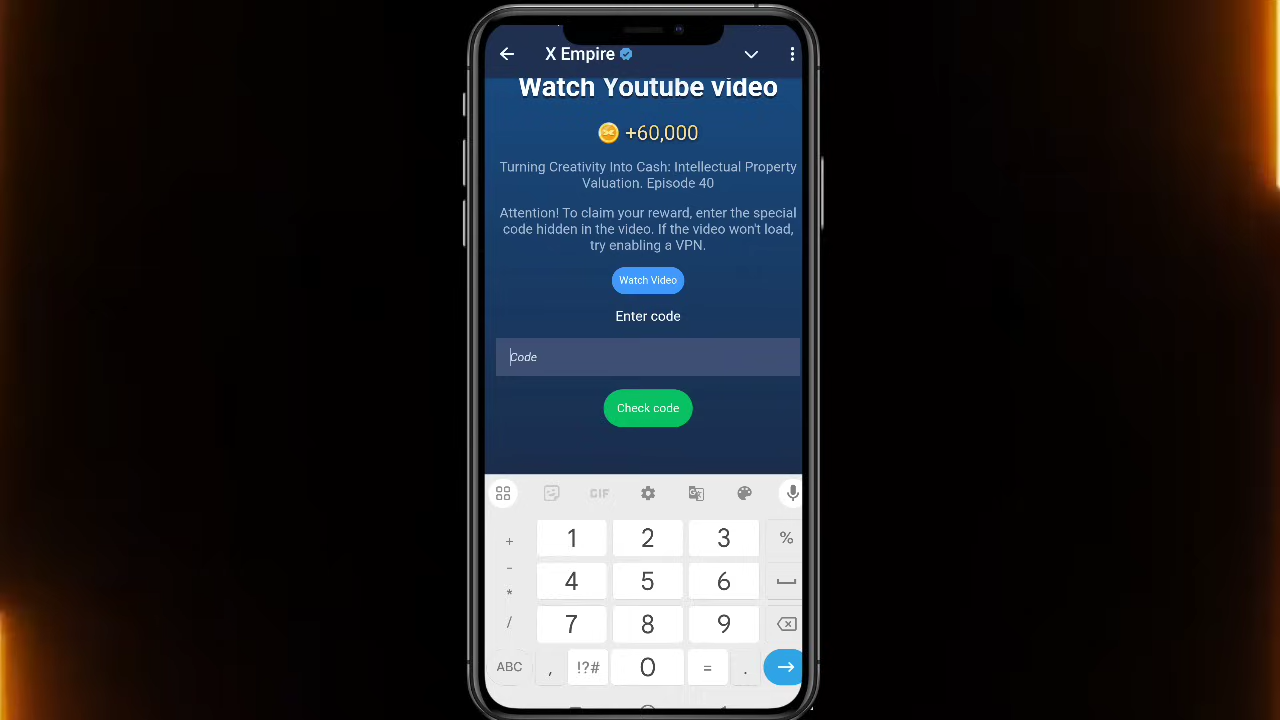 X Empire
Watch Youtube video
+60,000
Turning Creativity Into Cash: Intellectual Property
Valuation. Episode 40
Attention! To claim your reward, enter the special
code hidden in the video. If the video won't load,
try enabling a VPN.
Watch Video
Enter code
Code
Check code
GIF
+ 1 2 3 %
- 4 5 6
*
/ 7 8 9
ABC , !?# 0 = .